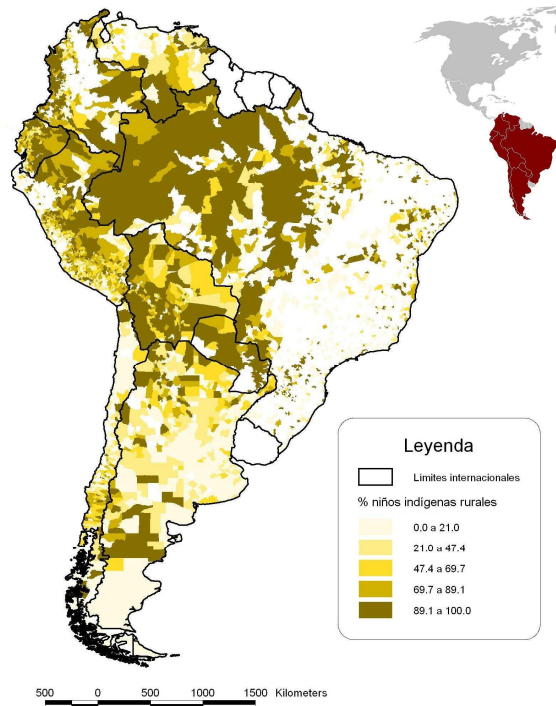 Leyenda
Limites internacionales
% niños indígenas rurales
0,0 a 21.0
21.0 a 47.4
47.4 a 69.7
69.7 a 89.1
89.1 a 100.0
500 0 500 1000 1500 Kilometers